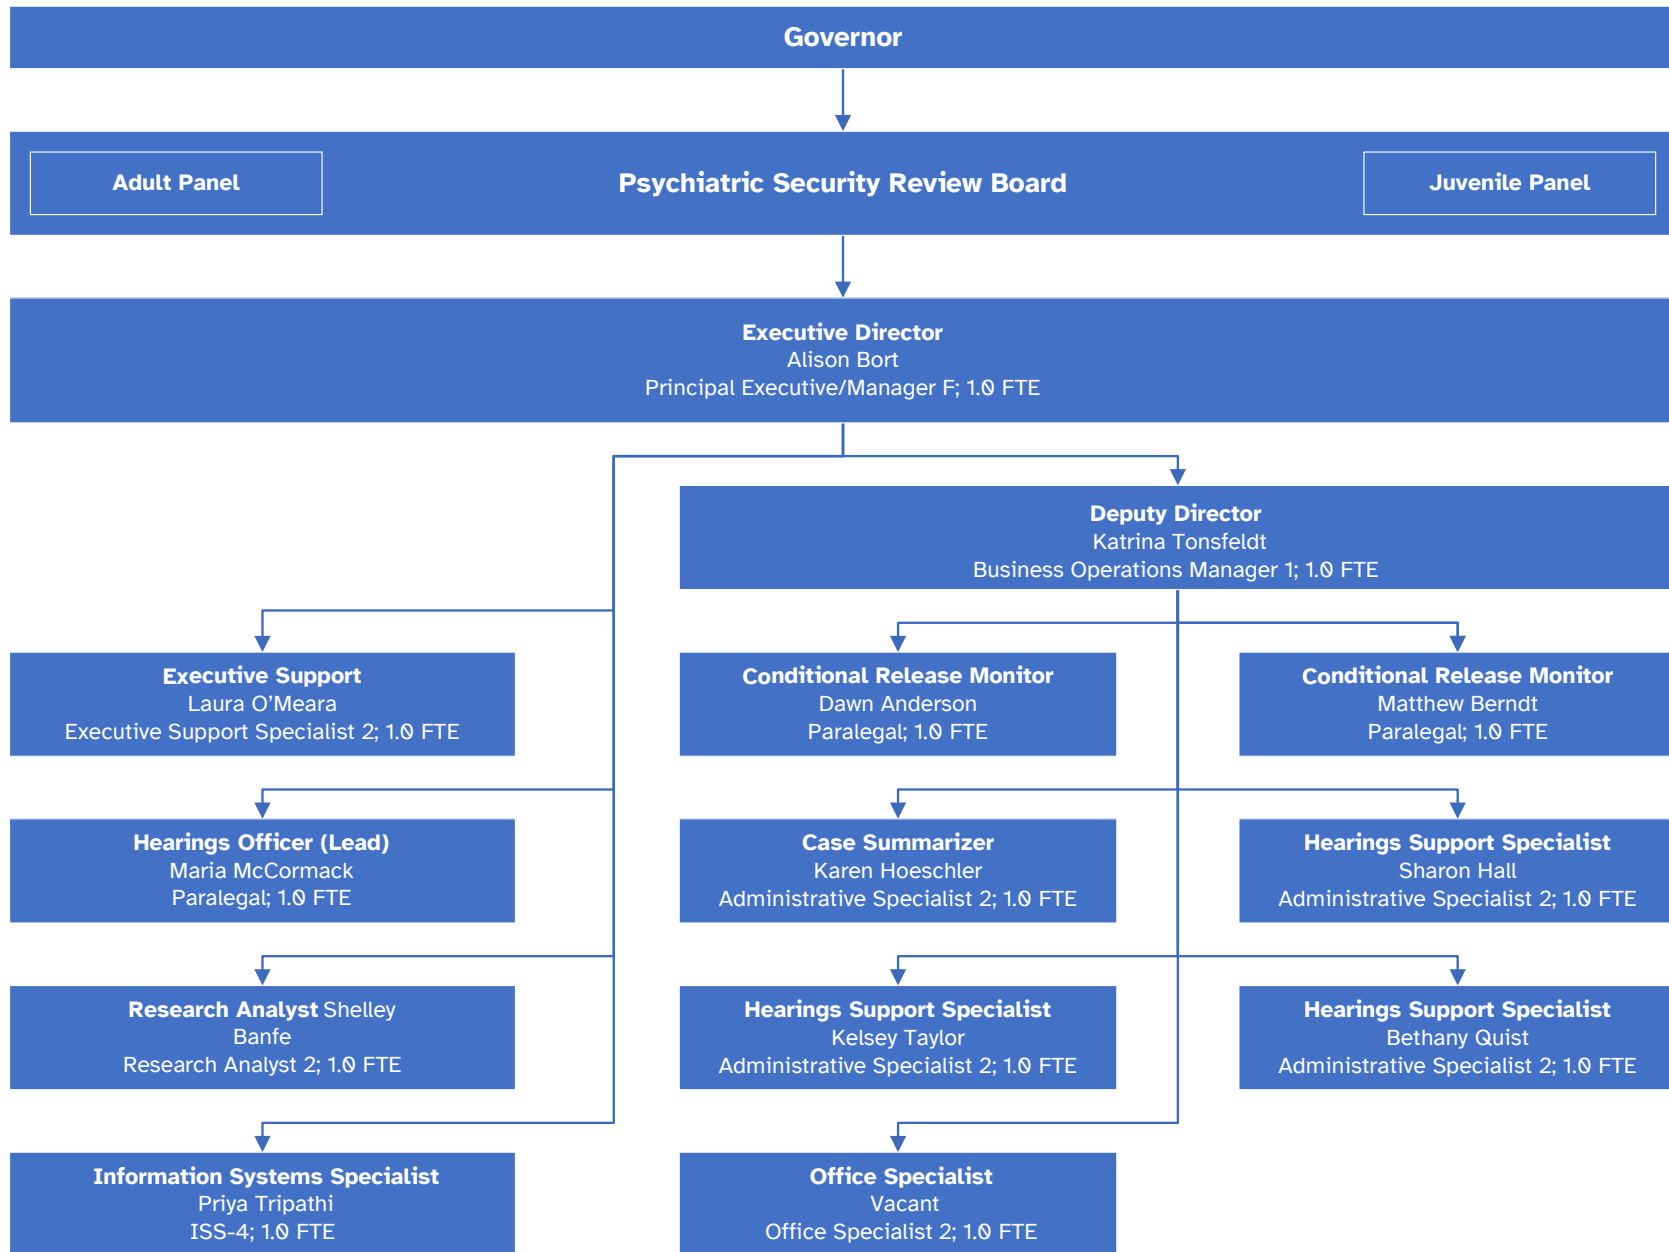 Governor
Adult Panel
Psychiatric Security Review Board
Juvenile Panel
Executive Director
Alison Bort
Principal Executive/Manager F; 1.0 FTE
Deputy Director
Katrina Tonsfeldt
Business Operations Manager 1; 1.0 FTE
Executive Support
Laura O’Meara
Executive Support Specialist 2; 1.0 FTE
Conditional Release Monitor
Dawn Anderson
Paralegal; 1.0 FTE
Conditional Release Monitor
Matthew Berndt
Paralegal; 1.0 FTE
Hearings Officer (Lead)
Maria McCormack
Paralegal; 1.0 FTE
Case Summarizer
Karen Hoeschler
Administrative Specialist 2; 1.0 FTE
Hearings Support Specialist
Sharon Hall
Administrative Specialist 2; 1.0 FTE
Research Analyst Shelley
Banfe
Research Analyst 2; 1.0 FTE
Hearings Support Specialist
Kelsey Taylor
Administrative Specialist 2; 1.0 FTE
Hearings Support Specialist
Bethany Quist
Administrative Specialist 2; 1.0 FTE
Information Systems Specialist
Priya Tripathi
ISS-4; 1.0 FTE
Office Specialist
Vacant
Office Specialist 2; 1.0 FTE